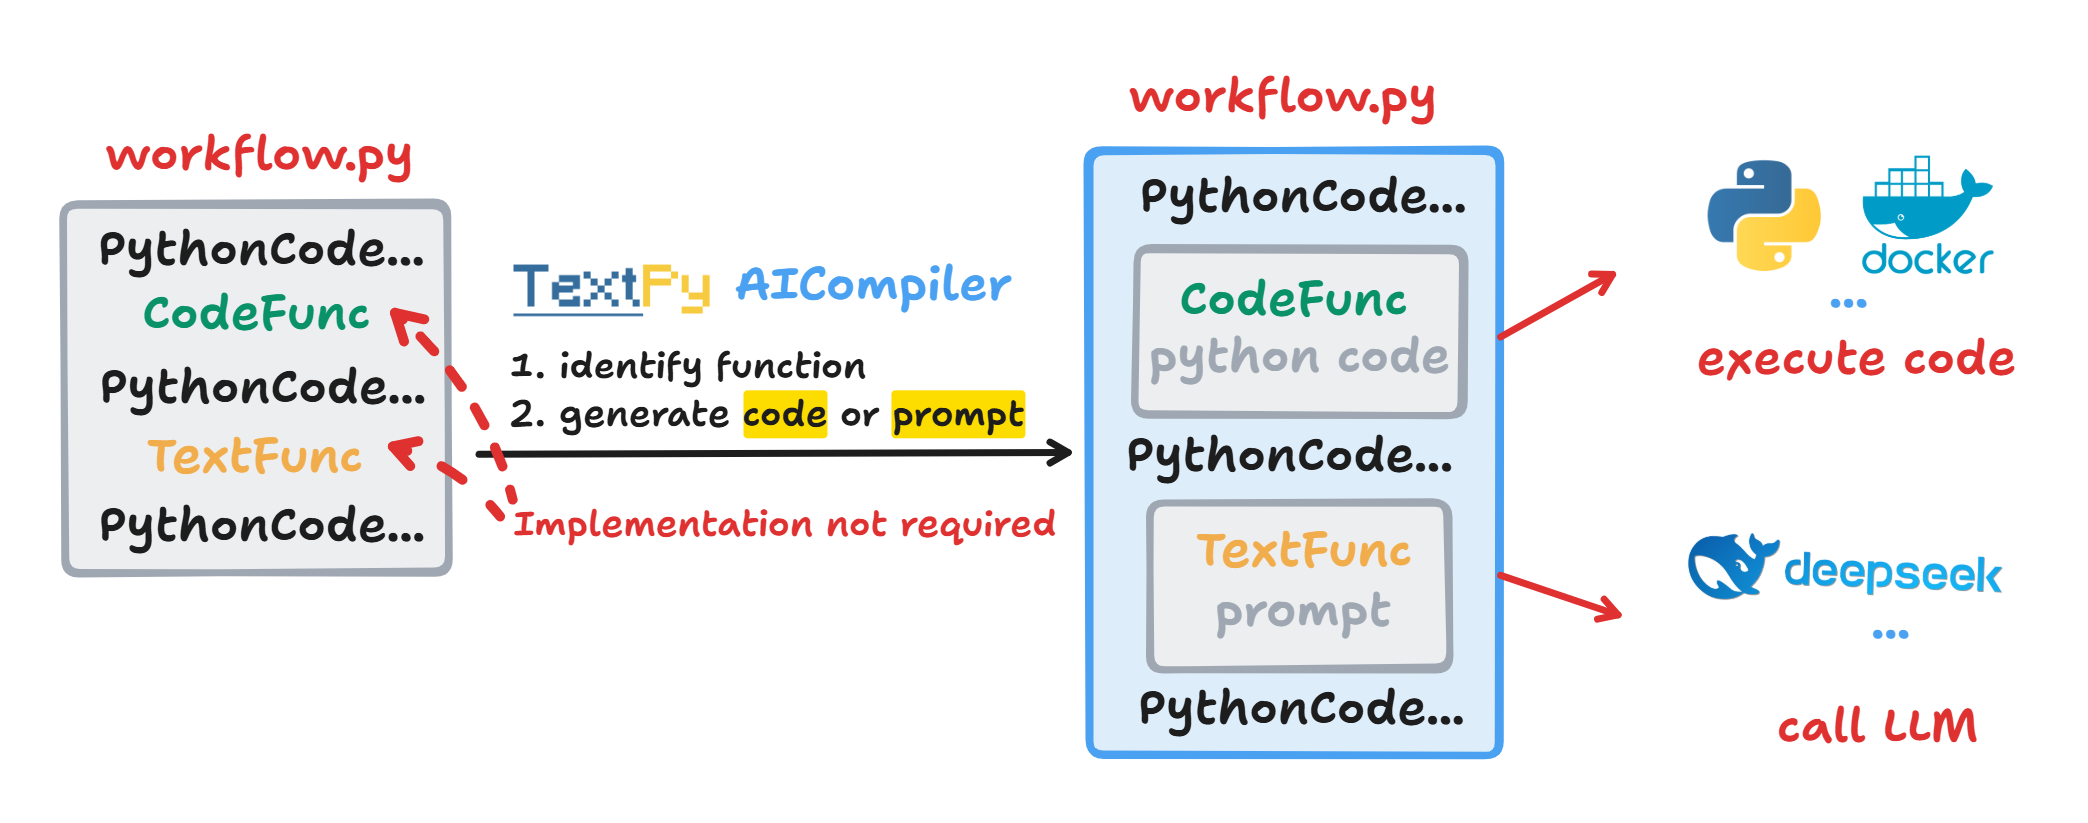 workflow.py
PythonCode...
CodeFunc
PythonCode...
TextFunc
PythonCode...
TextPy AICompiler
1. identify function
2. generate code or prompt
Implementation not required
workflow.py
PythonCode...
CodeFunc
python code
PythonCode...
TextFunc
prompt
PythonCode...
docker
...
execute code
deepseek
...
call LLM